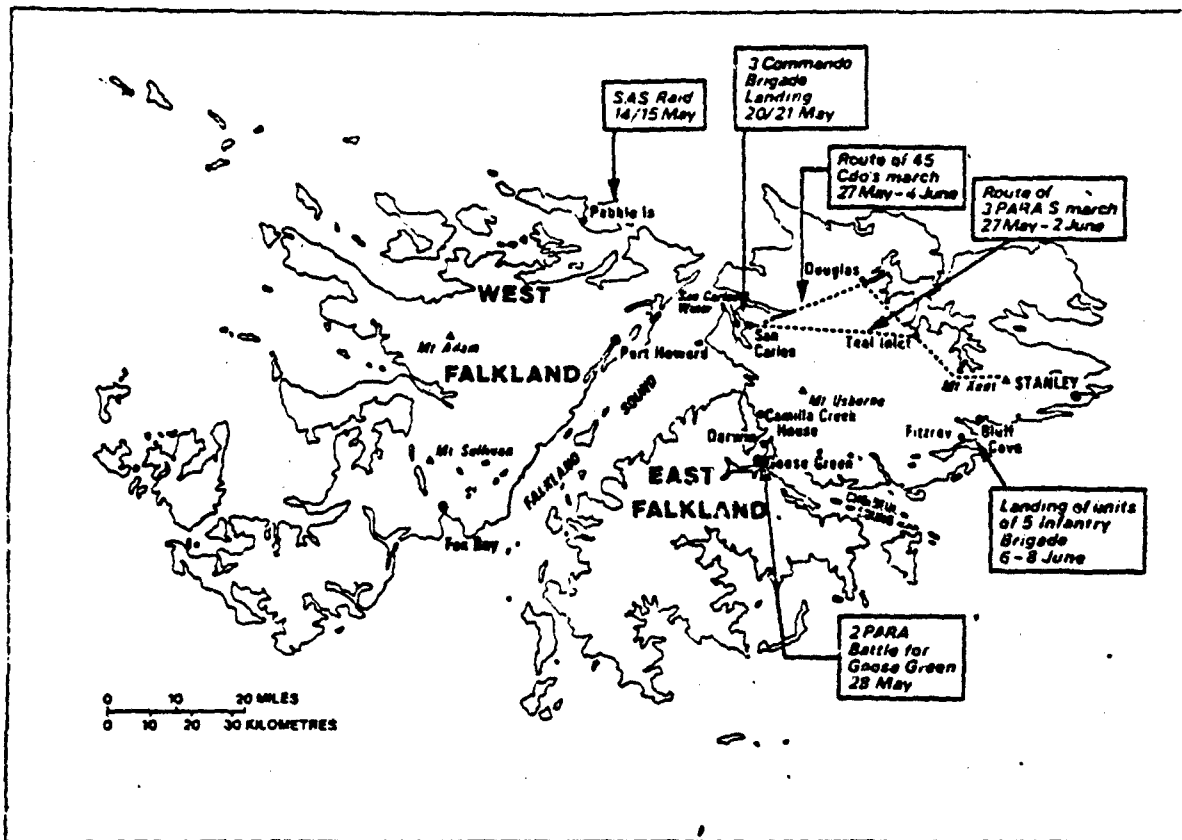 SAS Raid
14/15 May
3 Commando
Brigade
Landing
20/21 May
Route of 45
Cdo's march
27 May - 4 June
Route of
3 PARA'S march
27 May - 2 June
Pebble Is
Douglas
WEST
San Carlos
Water
San
Carlos
Teal Inlet
Mt Adam
Port Howard
FALKLAND
Mt Kent
STANLEY
SOUND
Mt Usborne
Camilla Creek
House
Darwin
Fitzroy
Bluff
Cove
Mt Sullivan
Goose Green
FALKLAND
EAST
FALKLAND
Fox Bay
Landing of units
of 5 infantry
Brigade
6 - 8 June
2 PARA
Battle for
Goose Green
28 May
0 10 20 MILES
0 10 20 30 KILOMETRES